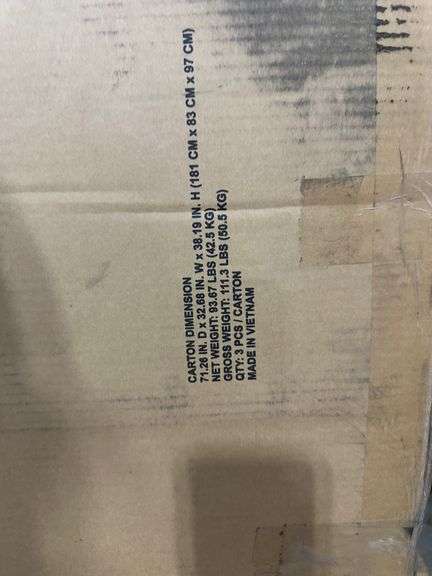 CARTON DIMENSION
71.26 IN. D x 32.68 IN. W x 38.19 IN. H (181 CM x 83 CM x 97 CM)
NET WEIGHT: 93.67 LBS (42.5 KG)
GROSS WEIGHT: 111.3 LBS (50.5 KG)
QTY: 3 PCS / CARTON
MADE IN VIETNAM